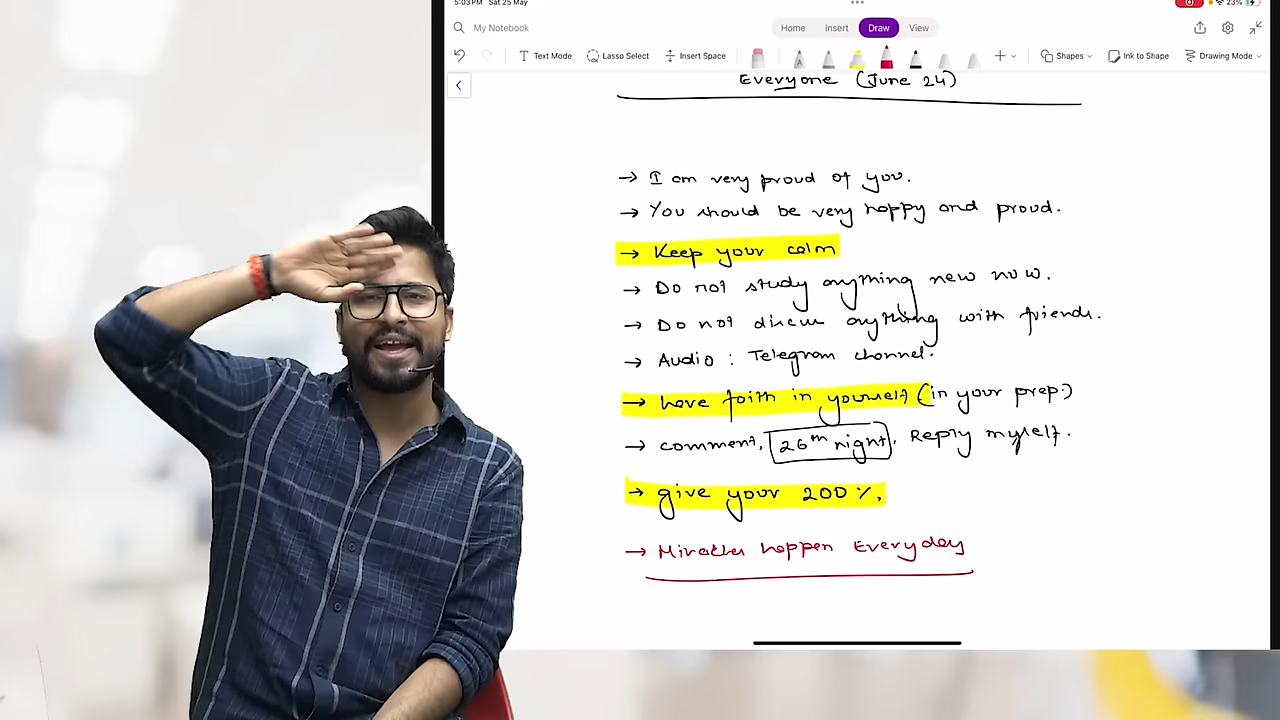 5:03 PM Sat 25 May
23%
My Notebook
Home Insert Draw View
Text Mode Lasso Select Insert Space Shapes Ink to Shape Drawing Mode
Everyone (June 24)
→ I am very proud of you.
→ You should be very happy and proud.
→ Keep your calm
→ Do not study anything new now.
→ Do not discuss anything with friends.
→ Audio : Telegram channel.
→ have faith in yourself (in your prep.)
→ comment, 26th night. Reply myself.
→ give your 200%.
→ Miracles happen Everyday